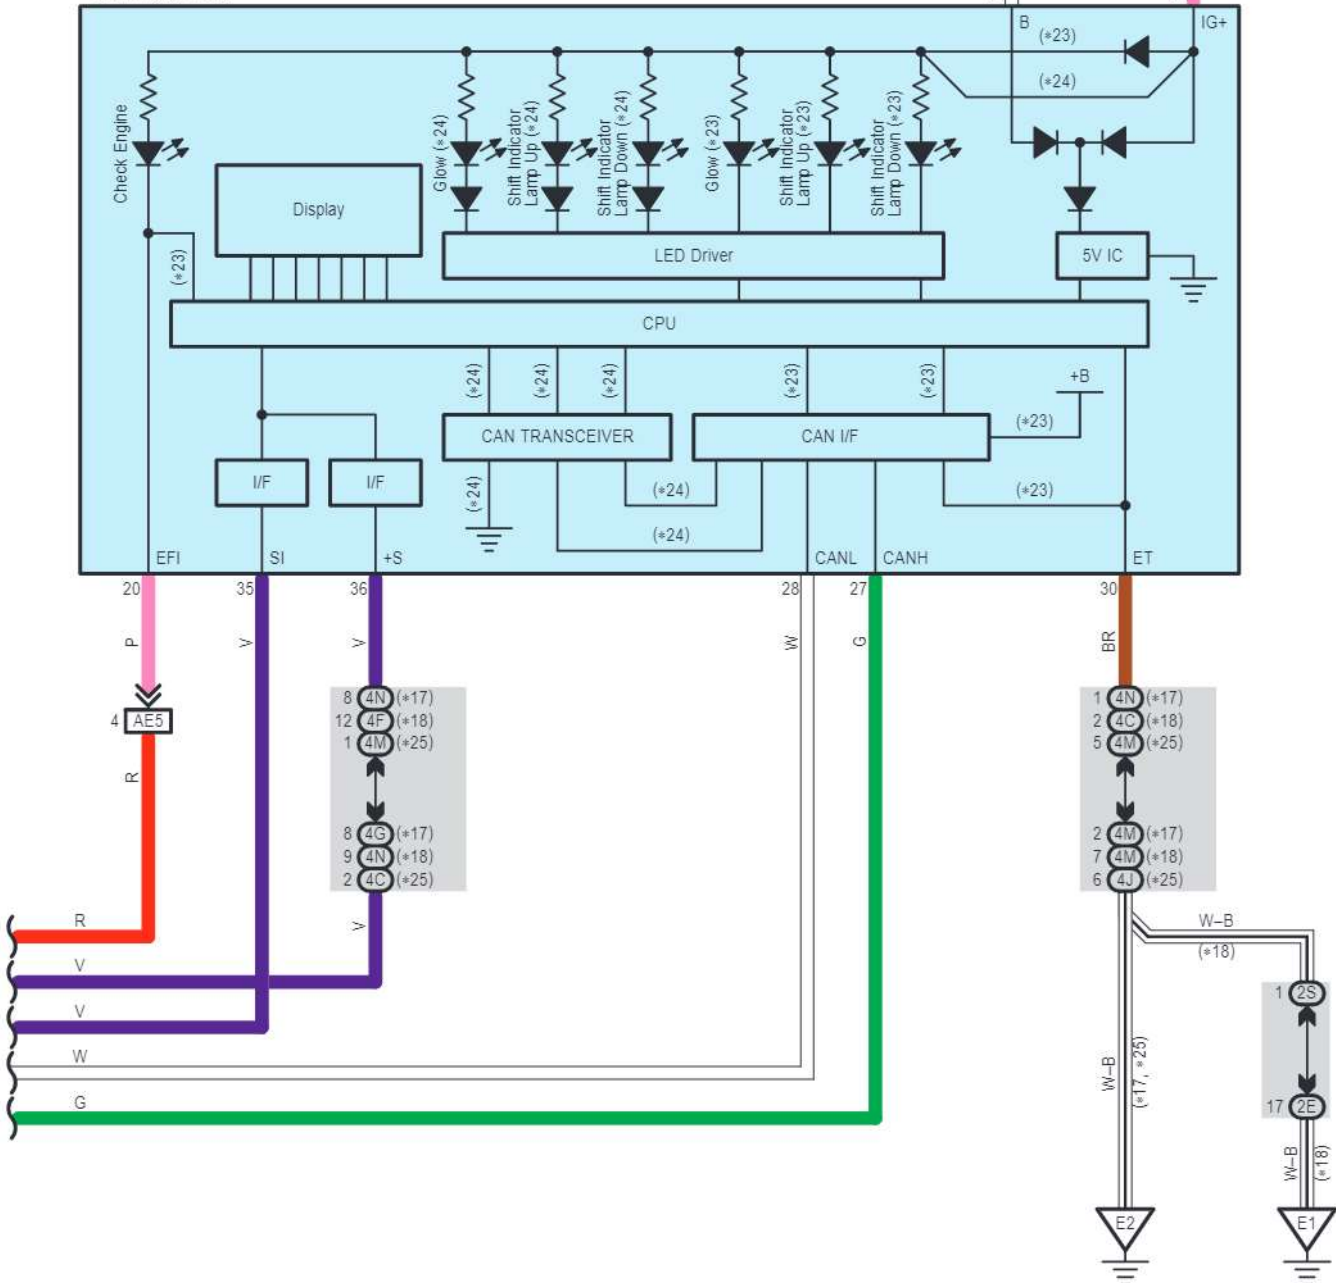 B
IG+
(*23)
(*24)
Check Engine
Glow (*24)
Shift Indicator
Lamp Up (*24)
Shift Indicator
Lamp Down (*24)
Glow (*23)
Shift Indicator
Lamp Up (*23)
Shift Indicator
Lamp Down (*23)
Display
(*23)
LED Driver
5V IC
CPU
(*24)
(*24)
(*24)
(*23)
(*23)
+B
CAN TRANSCEIVER
CAN I/F
(*23)
I/F
I/F
(*24)
(*24)
(*23)
(*24)
EFI
SI
+S
CANL
CANH
ET
20
35
36
28
27
30
P
V
V
W
G
BR
8 4N (*17)
12 4F (*18)
1 4M (*25)
1 4N (*17)
2 4C (*18)
5 4M (*25)
4 AE5
R
8 4G (*17)
9 4N (*18)
2 4C (*25)
2 4M (*17)
7 4M (*18)
6 4J (*25)
R
V
W–B
(*18)
V
1 2S
V
W
W–B
(*17, *25)
G
17 2E
W–B
(*18)
E2
E1